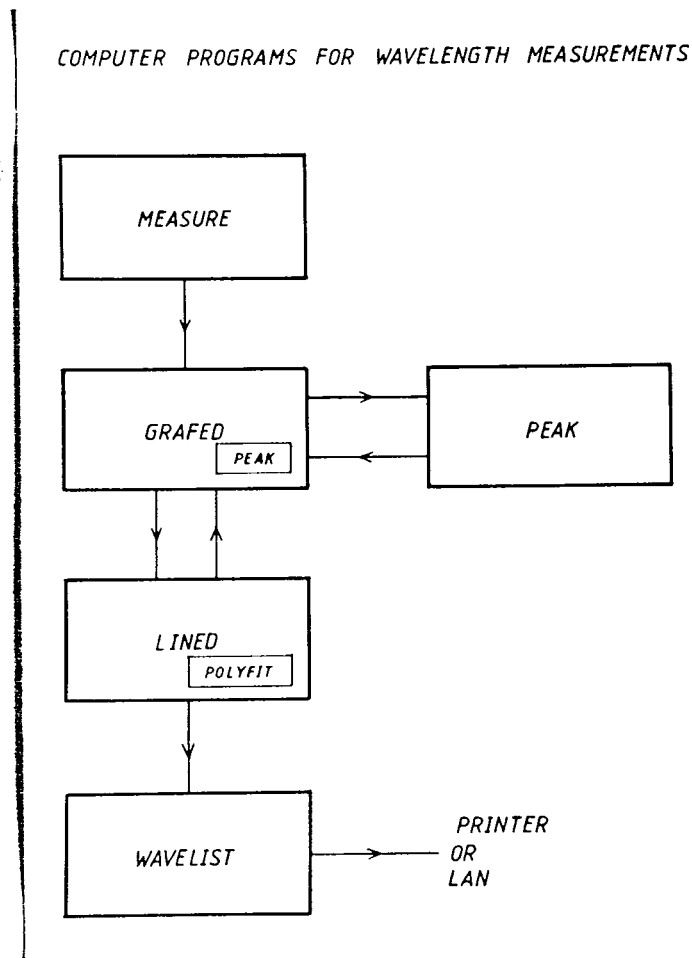 COMPUTER PROGRAMS FOR WAVELENGTH MEASUREMENTS
MEASURE
GRAFED
PEAK
PEAK
LINED
POLYFIT
WAVELIST
PRINTER
OR
LAN